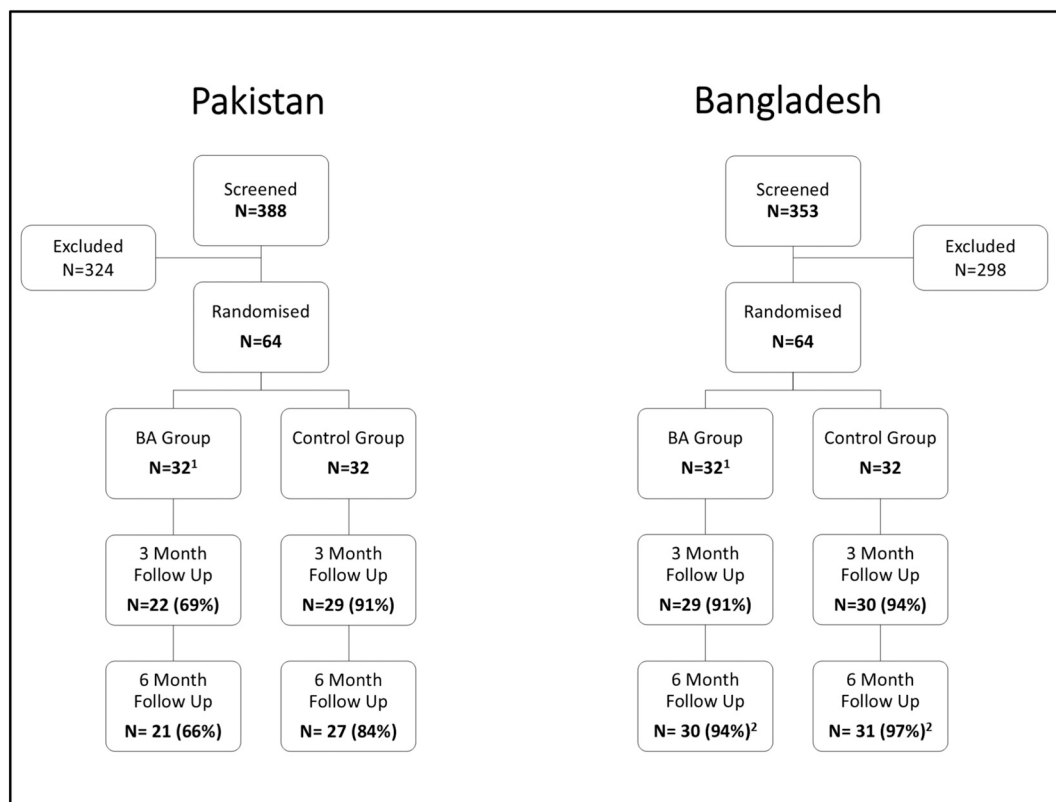 Pakistan
Screened
N=388
Excluded
N=324
Randomised
N=64
BA Group
N=32¹
Control Group
N=32
3 Month
Follow Up
N=22 (69%)
3 Month
Follow Up
N=29 (91%)
6 Month
Follow Up
N= 21 (66%)
6 Month
Follow Up
N= 27 (84%)
Bangladesh
Screened
N=353
Excluded
N=298
Randomised
N=64
BA Group
N=32¹
Control Group
N=32
3 Month
Follow Up
N=29 (91%)
3 Month
Follow Up
N=30 (94%)
6 Month
Follow Up
N= 30 (94%)²
6 Month
Follow Up
N= 31 (97%)²